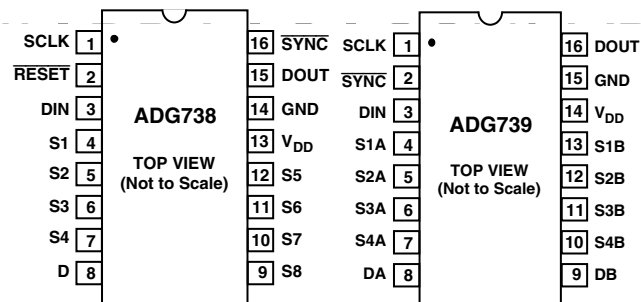 SCLK 1 16 SYNC
RESET 2 15 DOUT
DIN 3 14 GND
S1 4 13 VDD
S2 5 12 S5
S3 6 11 S6
S4 7 10 S7
D 8 9 S8
ADG738
TOP VIEW
(Not to Scale)
SCLK 1 16 DOUT
SYNC 2 15 GND
DIN 3 14 VDD
S1A 4 13 S1B
S2A 5 12 S2B
S3A 6 11 S3B
S4A 7 10 S4B
DA 8 9 DB
ADG739
TOP VIEW
(Not to Scale)